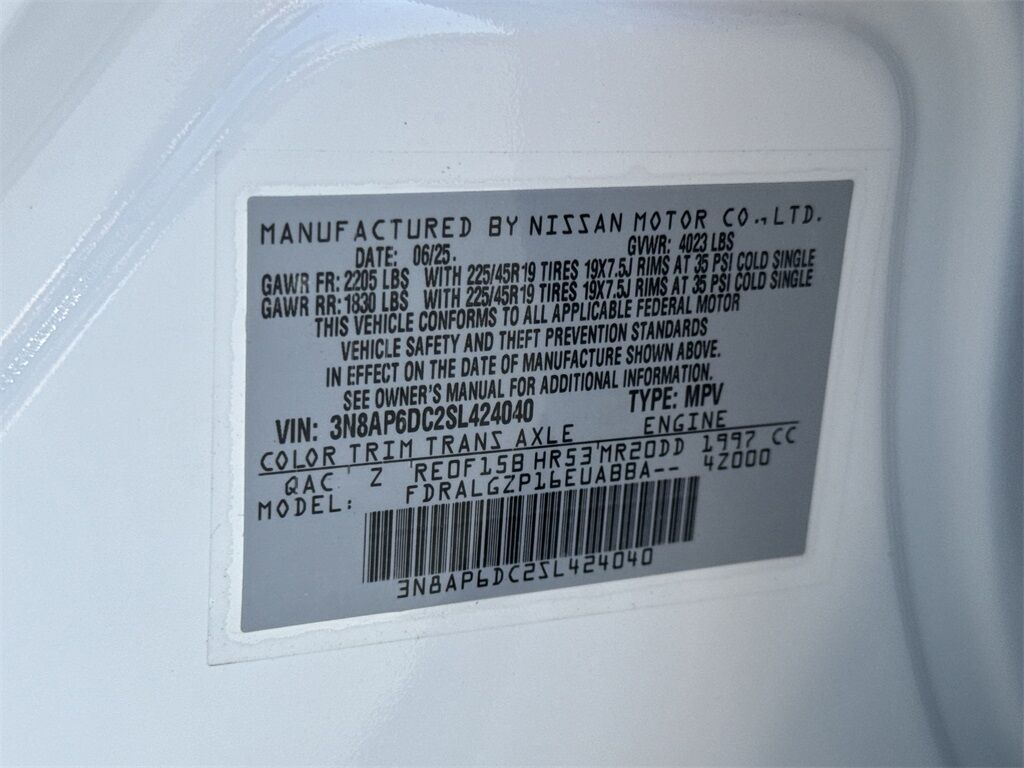 MANUFACTURED BY NISSAN MOTOR CO.,LTD.
DATE: 06/25. GVWR: 4023 LBS
GAWR FR: 2205 LBS WITH 225/45R19 TIRES 19X7.5J RIMS AT 35 PSI COLD SINGLE
GAWR RR: 1830 LBS WITH 225/45R19 TIRES 19X7.5J RIMS AT 35 PSI COLD SINGLE
THIS VEHICLE CONFORMS TO ALL APPLICABLE FEDERAL MOTOR
VEHICLE SAFETY AND THEFT PREVENTION STANDARDS
IN EFFECT ON THE DATE OF MANUFACTURE SHOWN ABOVE.
SEE OWNER'S MANUAL FOR ADDITIONAL INFORMATION.
VIN: 3N8AP6DC2SL424040 TYPE: MPV
COLOR TRIM TRANS AXLE ENGINE
QAC ' Z ' RE0F15B HR53'MR20DD 1997 CC
MODEL: FDRALGZP16EUABBA-- 4Z000
3N8AP6DC2SL424040